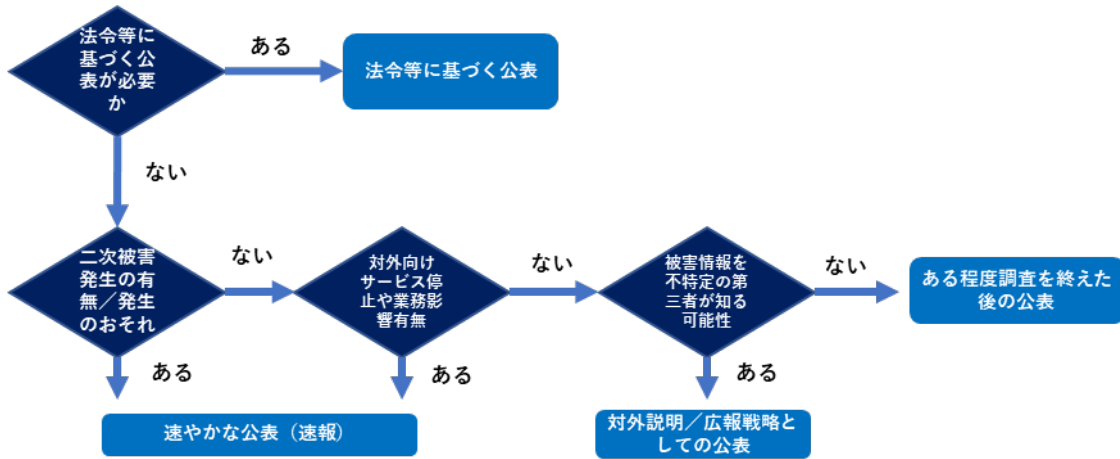 法令等に
基づく公
表が必要
か
ある
法令等に基づく公表
ない
二次被害
発生の有
無／発生
のおそれ
ない
対外向け
サービス停
止や業務影
響有無
ない
被害情報を
不特定の第
三者が知る
可能性
ない
ある程度調査を終えた
後の公表
ある
ある
ある
速やかな公表（速報）
対外説明／広報戦略と
しての公表